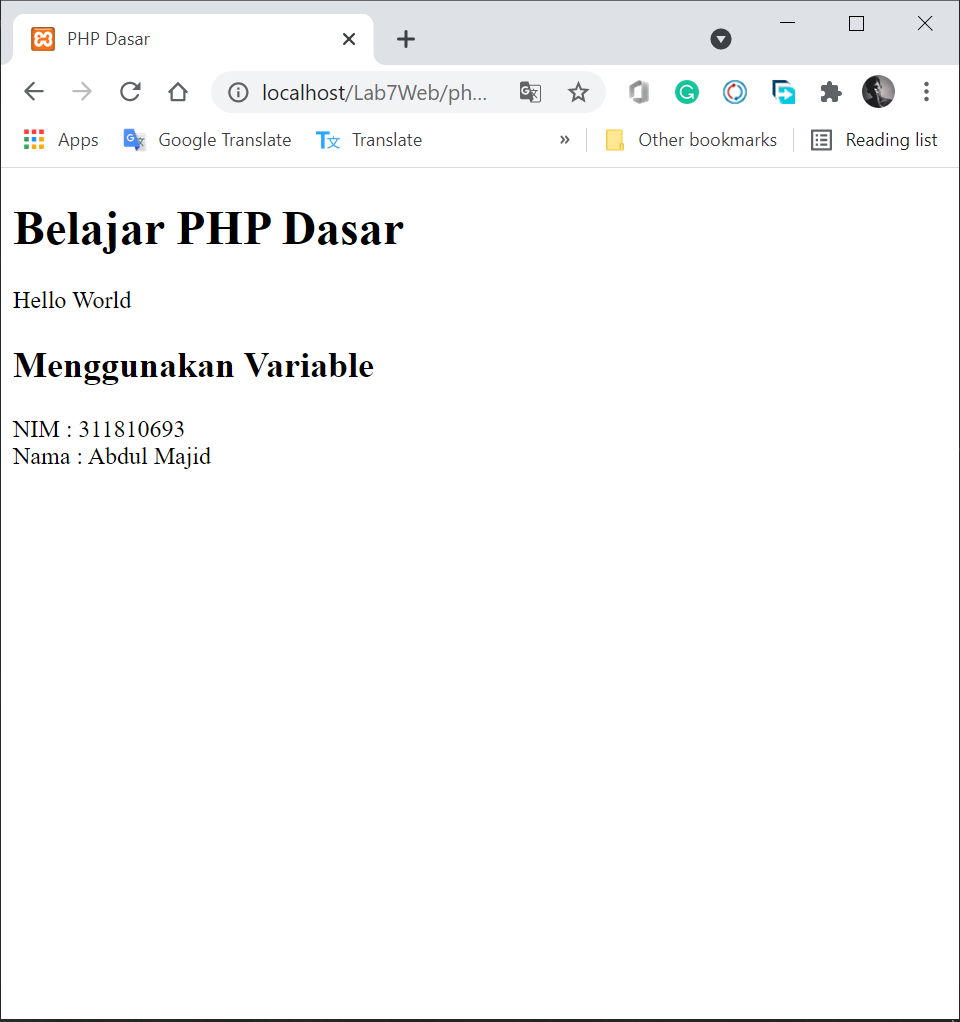 PHP Dasar
localhost/Lab7Web/ph...
Apps Google Translate Translate » Other bookmarks Reading list
Belajar PHP Dasar
Hello World
Menggunakan Variable
NIM : 311810693
Nama : Abdul Majid